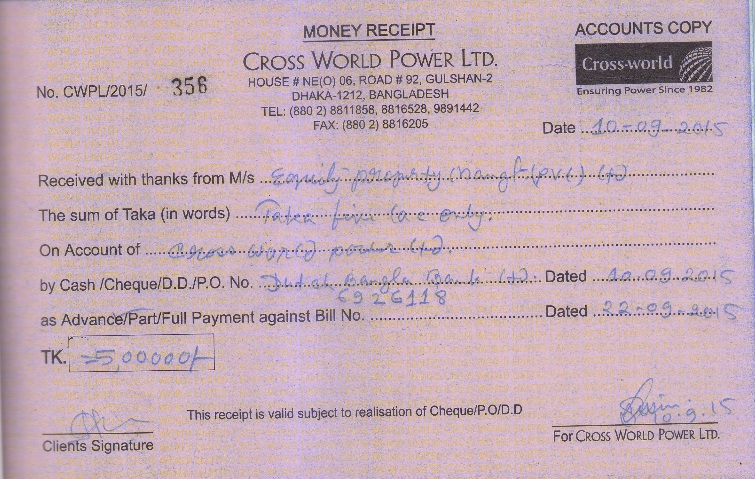 MONEY RECEIPT
ACCOUNTS COPY
CROSS WORLD POWER LTD.
Cross-world
Ensuring Power Since 1982
No. CWPL/2015/ 356
HOUSE # NE(O) 06, ROAD # 92, GULSHAN-2
DHAKA-1212, BANGLADESH
TEL: (880 2) 8811858, 8816528, 9891442
FAX: (880 2) 8816205
Date 10-09-2015
Received with thanks from M/s Equity property Mangt (Pvt) Ltd
The sum of Taka (in words) Taka five lac only.
On Account of Cross World power Ltd.
by Cash /Cheque/D.D./P.O. No. Dutch Bangla Bank Ltd. Dated 10.09.2015
6926118
as Advance/Part/Full Payment against Bill No. Dated 22-09-2015
TK. =5,00000/-
This receipt is valid subject to realisation of Cheque/P.O/D.D
Clients Signature
For CROSS WORLD POWER LTD.